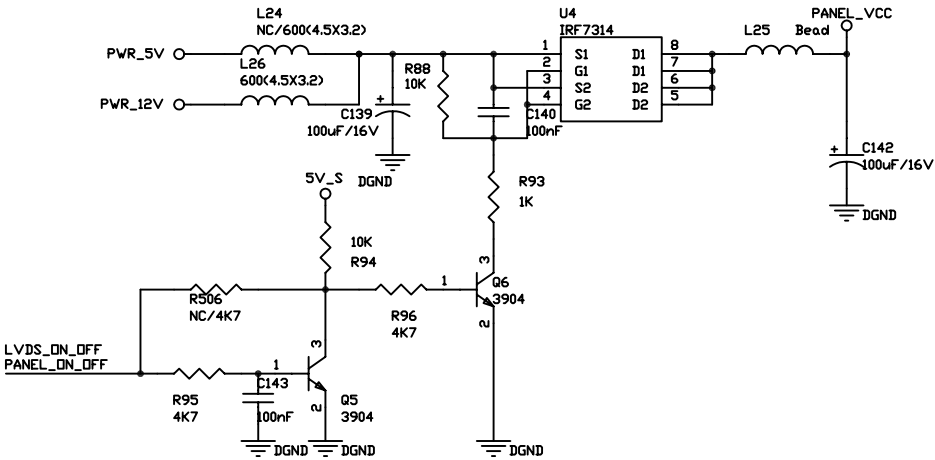 L24
NC/600(4.5X3.2)
PWR_5V
L26
600(4.5X3.2)
PWR_12V
C139
100uF/16V
DGND
R88
10K
C140
100nF
U4
IRF7314
1 S1 D1 8
2 G1 D1 7
3 S2 D2 6
4 G2 D2 5
L25 Bead
PANEL_VCC
C142
100uF/16V
DGND
5V_S
10K
R94
R93
1K
R506
NC/4K7
R96
4K7
1
3
Q6
3904
2
LVDS_ON_OFF
PANEL_ON_OFF
R95
4K7
C143
100nF
1
3
Q5
3904
2
DGND
DGND
DGND